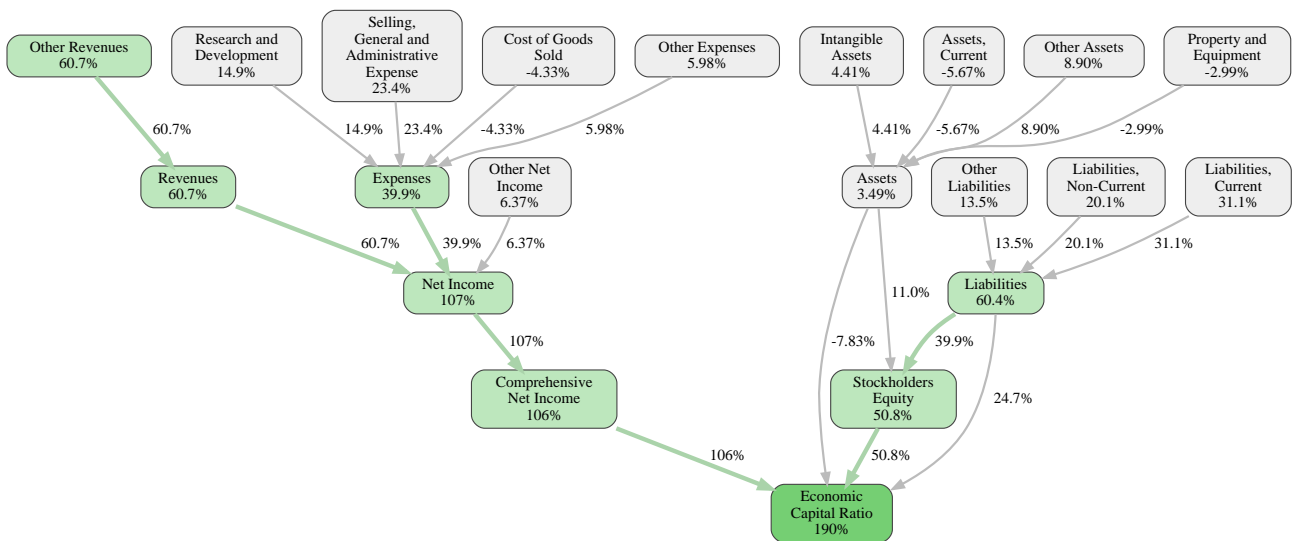 Other Revenues
60.7%
Research and
Development
14.9%
Selling,
General and
Administrative
Expense
23.4%
Cost of Goods
Sold
-4.33%
Other Expenses
5.98%
Intangible
Assets
4.41%
Assets,
Current
-5.67%
Other Assets
8.90%
Property and
Equipment
-2.99%
60.7%
14.9%
23.4%
-4.33%
5.98%
4.41%
-5.67%
8.90%
-2.99%
Revenues
60.7%
Expenses
39.9%
Other Net
Income
6.37%
Assets
3.49%
Other
Liabilities
13.5%
Liabilities,
Non-Current
20.1%
Liabilities,
Current
31.1%
60.7%
39.9%
6.37%
13.5%
20.1%
31.1%
Net Income
107%
11.0%
Liabilities
60.4%
107%
-7.83%
39.9%
Comprehensive
Net Income
106%
Stockholders
Equity
50.8%
24.7%
106%
50.8%
Economic
Capital Ratio
190%